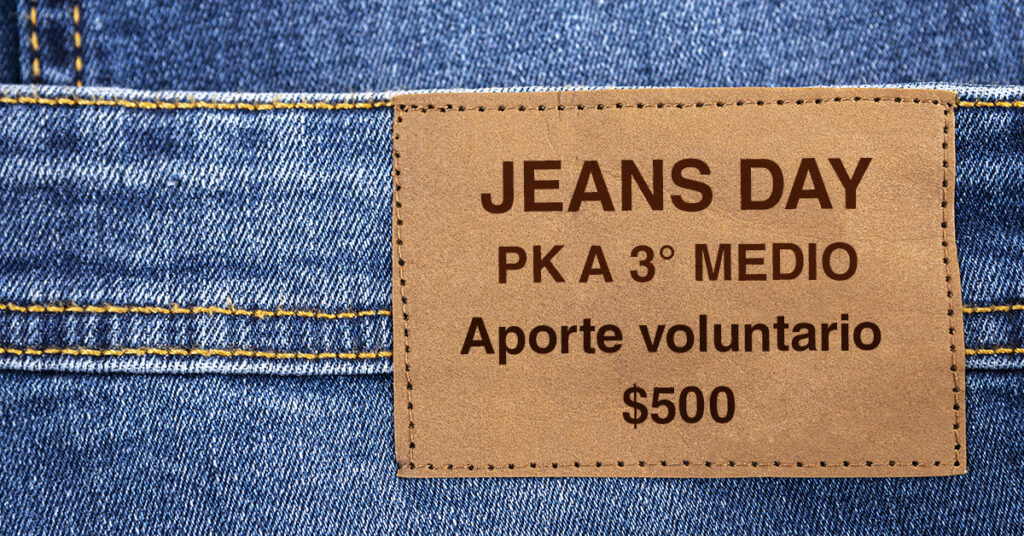 JEANS DAY
PK A 3° MEDIO
Aporte voluntario
$500